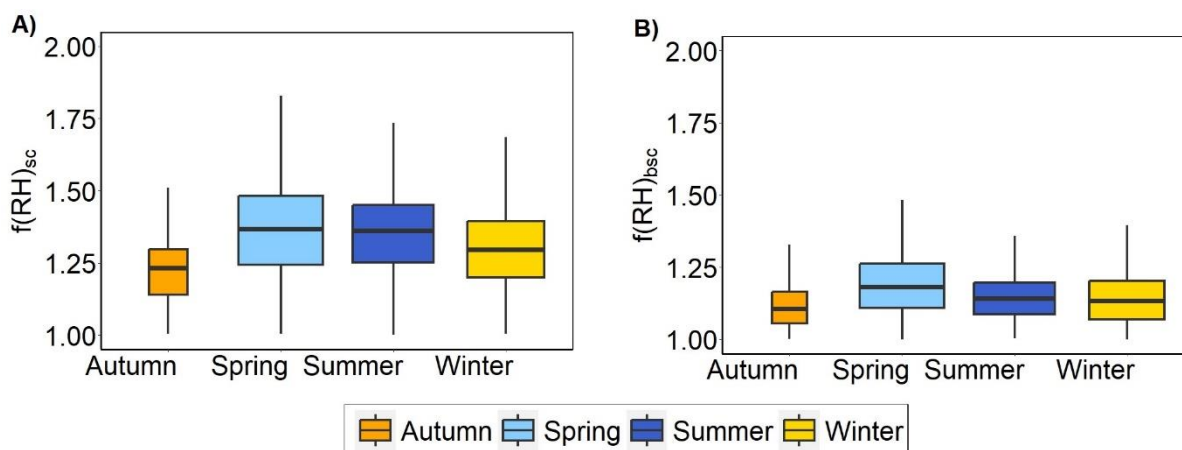 A)
f(RH)sc
2.00
1.75
1.50
1.25
1.00
Autumn Spring Summer Winter
B)
f(RH)bsc
2.00
1.75
1.50
1.25
1.00
Autumn Spring Summer Winter
Autumn Spring Summer Winter